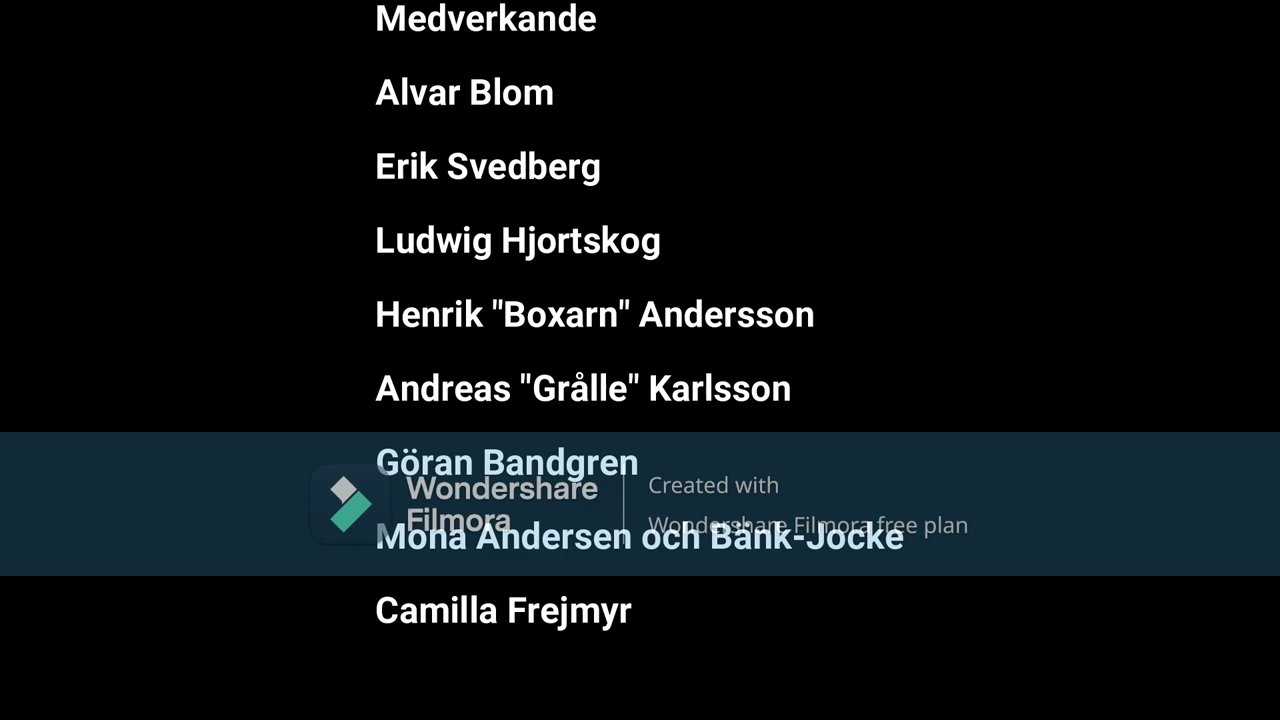 Medverkande
Alvar Blom
Erik Svedberg
Ludwig Hjortskog
Henrik "Boxarn" Andersson
Andreas "Grålle" Karlsson
Göran Bandgren
Wondershare
Filmora
Created with
Wondershare Filmora free plan
Mona Andersen och Bänk-Jocke
Camilla Frejmyr